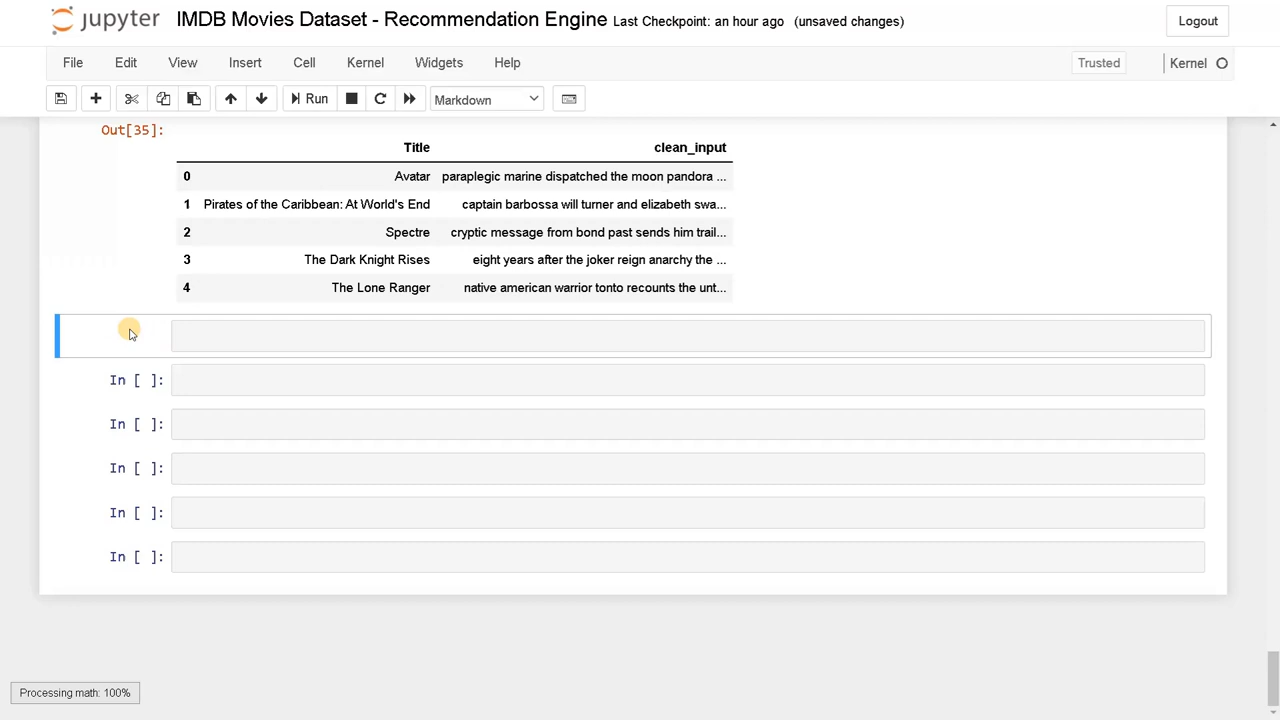 jupyter IMDB Movies Dataset - Recommendation Engine Last Checkpoint: an hour ago (unsaved changes) Logout
File Edit View Insert Cell Kernel Widgets Help Trusted Kernel
Run Markdown
Out[35]:
Title clean_input
0 Avatar paraplegic marine dispatched the moon pandora ...
1 Pirates of the Caribbean: At World's End captain barbossa will turner and elizabeth swa...
2 Spectre cryptic message from bond past sends him trail...
3 The Dark Knight Rises eight years after the joker reign anarchy the ...
4 The Lone Ranger native american warrior tonto recounts the unt...
In [ ]:
In [ ]:
In [ ]:
In [ ]:
In [ ]:
Processing math: 100%